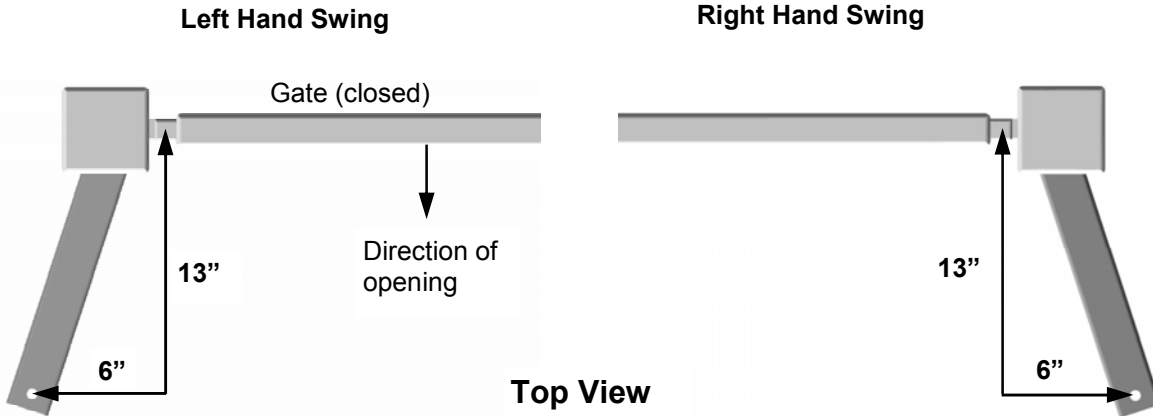 Left Hand Swing
Right Hand Swing
Gate (closed)
Direction of
opening
13”
6”
13”
6”
Top View